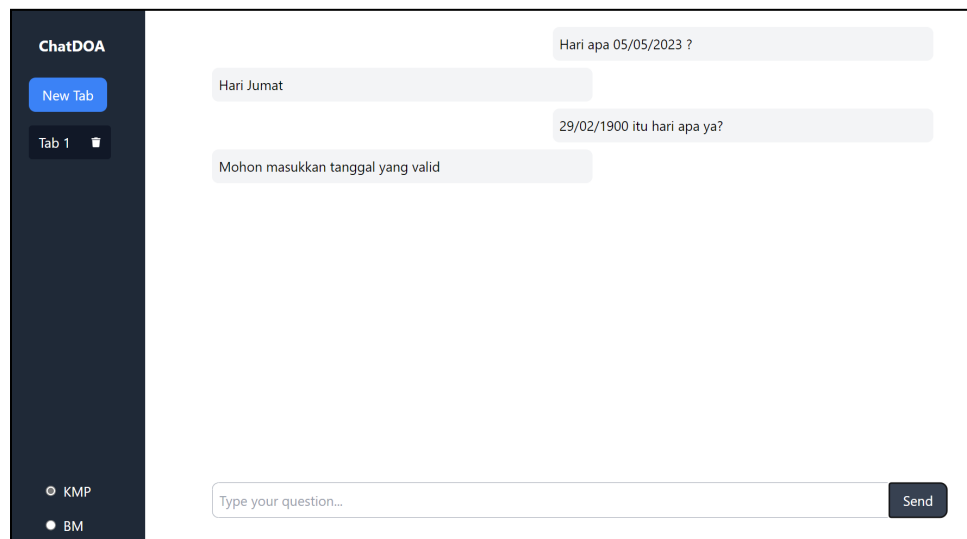 ChatDOA
New Tab
Tab 1
KMP
BM
Hari apa 05/05/2023 ?
Hari Jumat
29/02/1900 itu hari apa ya?
Mohon masukkan tanggal yang valid
Type your question...
Send